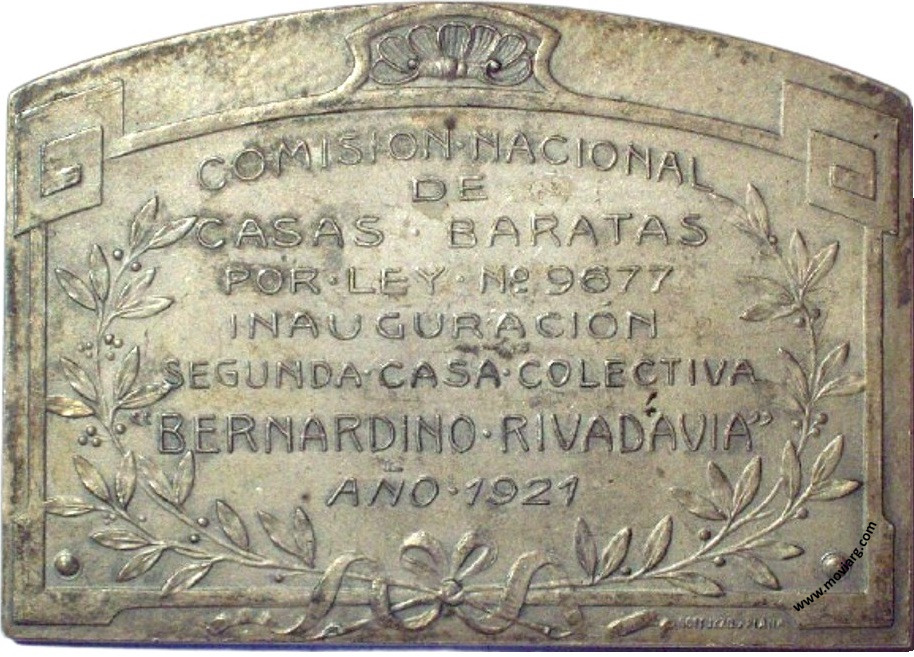 COMISION·NACIONAL
DE
CASAS BARATAS
POR·LEY·Nº 9677
INAUGURACIÓN
SEGUNDA·CASA·COLECTIVA
"BERNARDINO·RIVADAVIA"
AÑO·1921
www.moviarg.com